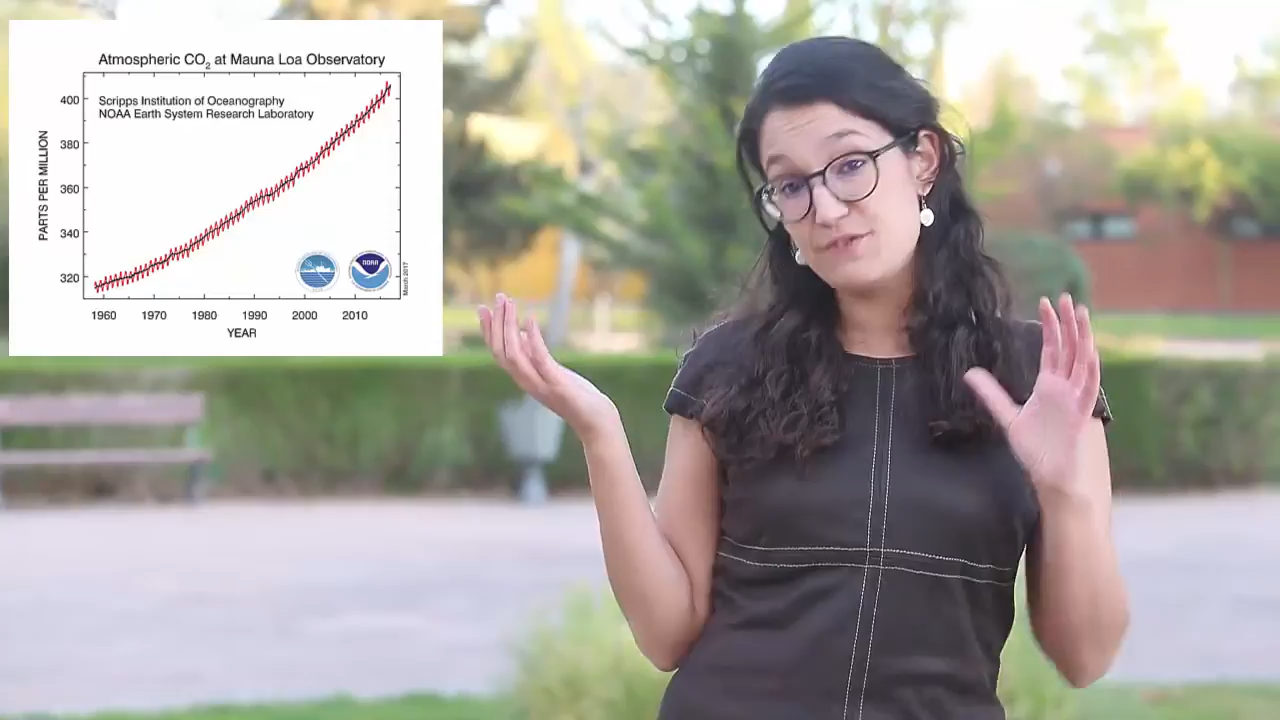 Atmospheric CO₂ at Mauna Loa Observatory
Scripps Institution of Oceanography
NOAA Earth System Research Laboratory
PARTS PER MILLION
400
380
360
340
320
NOAA
March 2017
1960 1970 1980 1990 2000 2010
YEAR